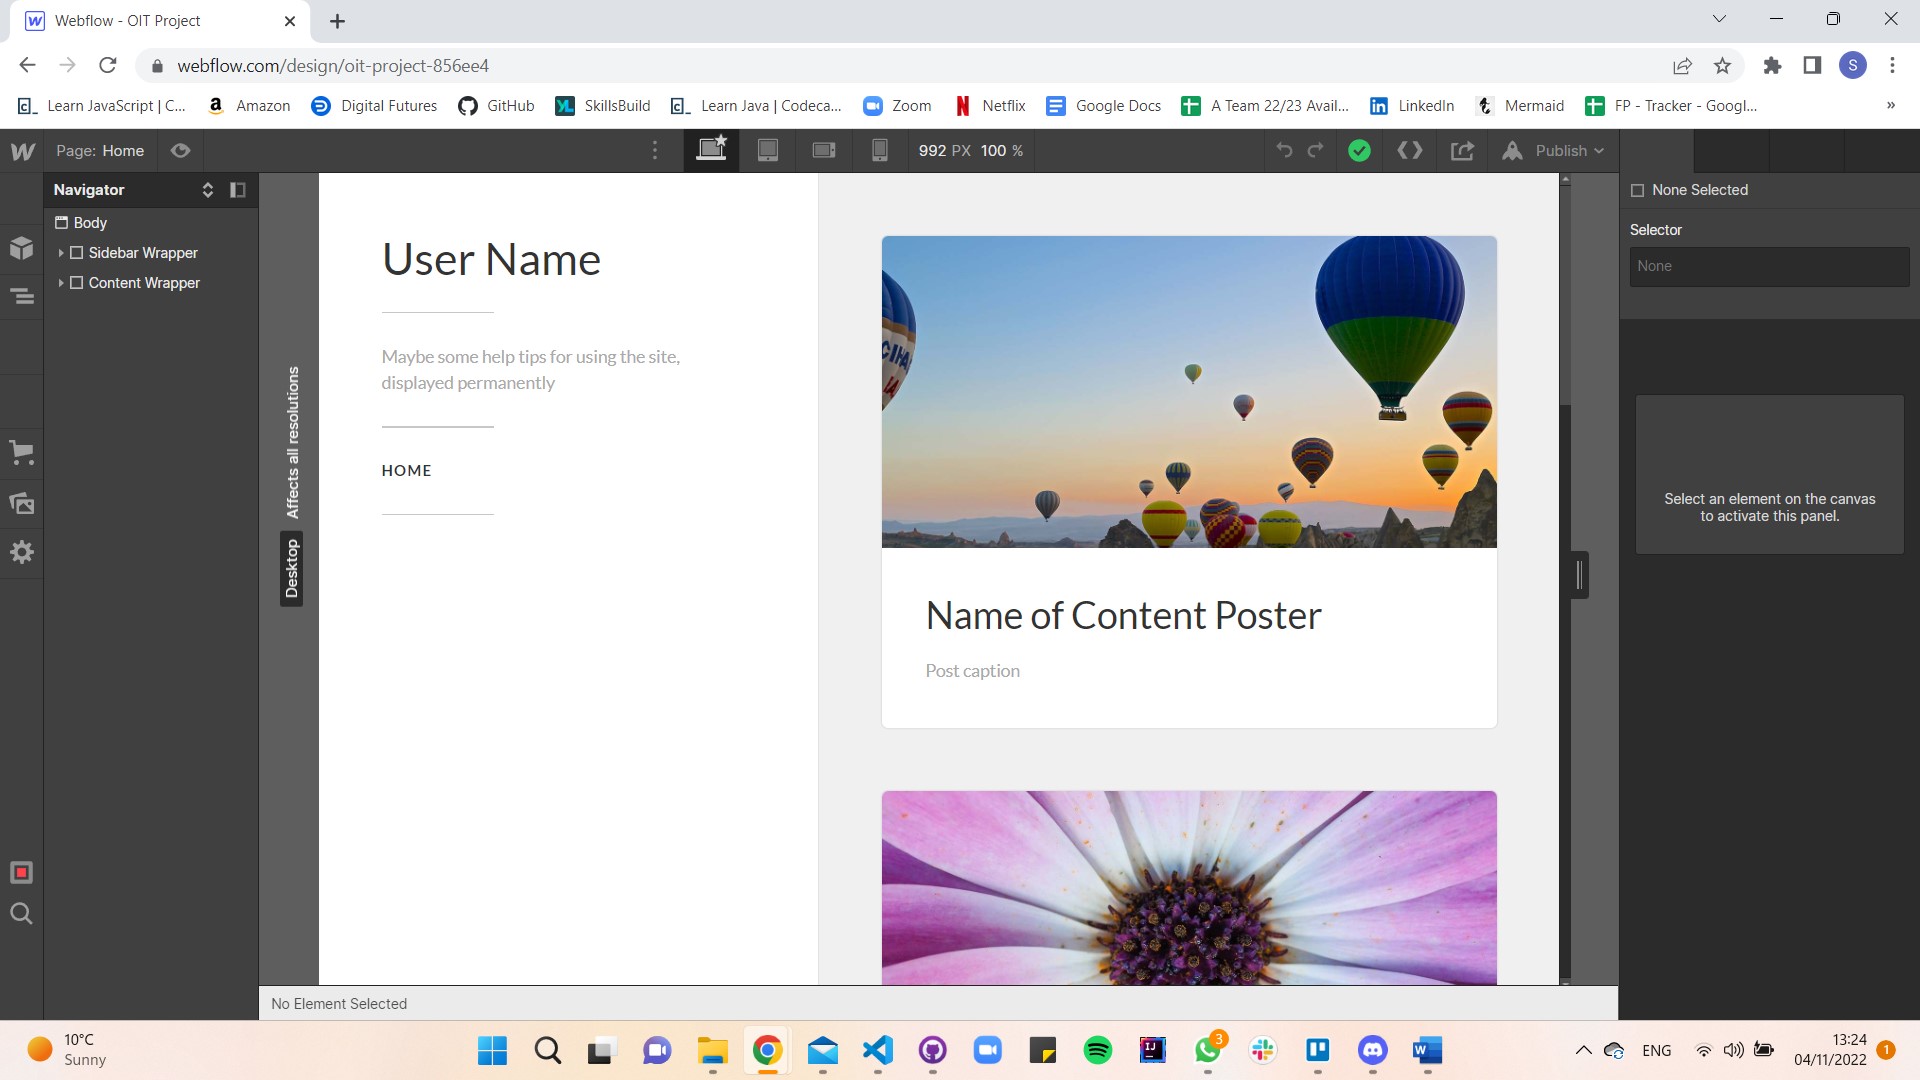 Webflow - OIT Project
webflow.com/design/oit-project-856ee4
S
Learn JavaScript | C...
Amazon
Digital Futures
GitHub
SkillsBuild
Learn Java | Codeca...
Zoom
Netflix
Google Docs
A Team 22/23 Avail...
LinkedIn
Mermaid
FP - Tracker - Googl...
»
Page: Home
992 PX 100 %
Publish
Navigator
Body
Sidebar Wrapper
Content Wrapper
Affects all resolutions
Desktop
User Name
Maybe some help tips for using the site,
displayed permanently
HOME
Name of Content Poster
Post caption
None Selected
Selector
None
Select an element on the canvas
to activate this panel.
No Element Selected
10°C
Sunny
3
ENG
13:24
04/11/2022
1